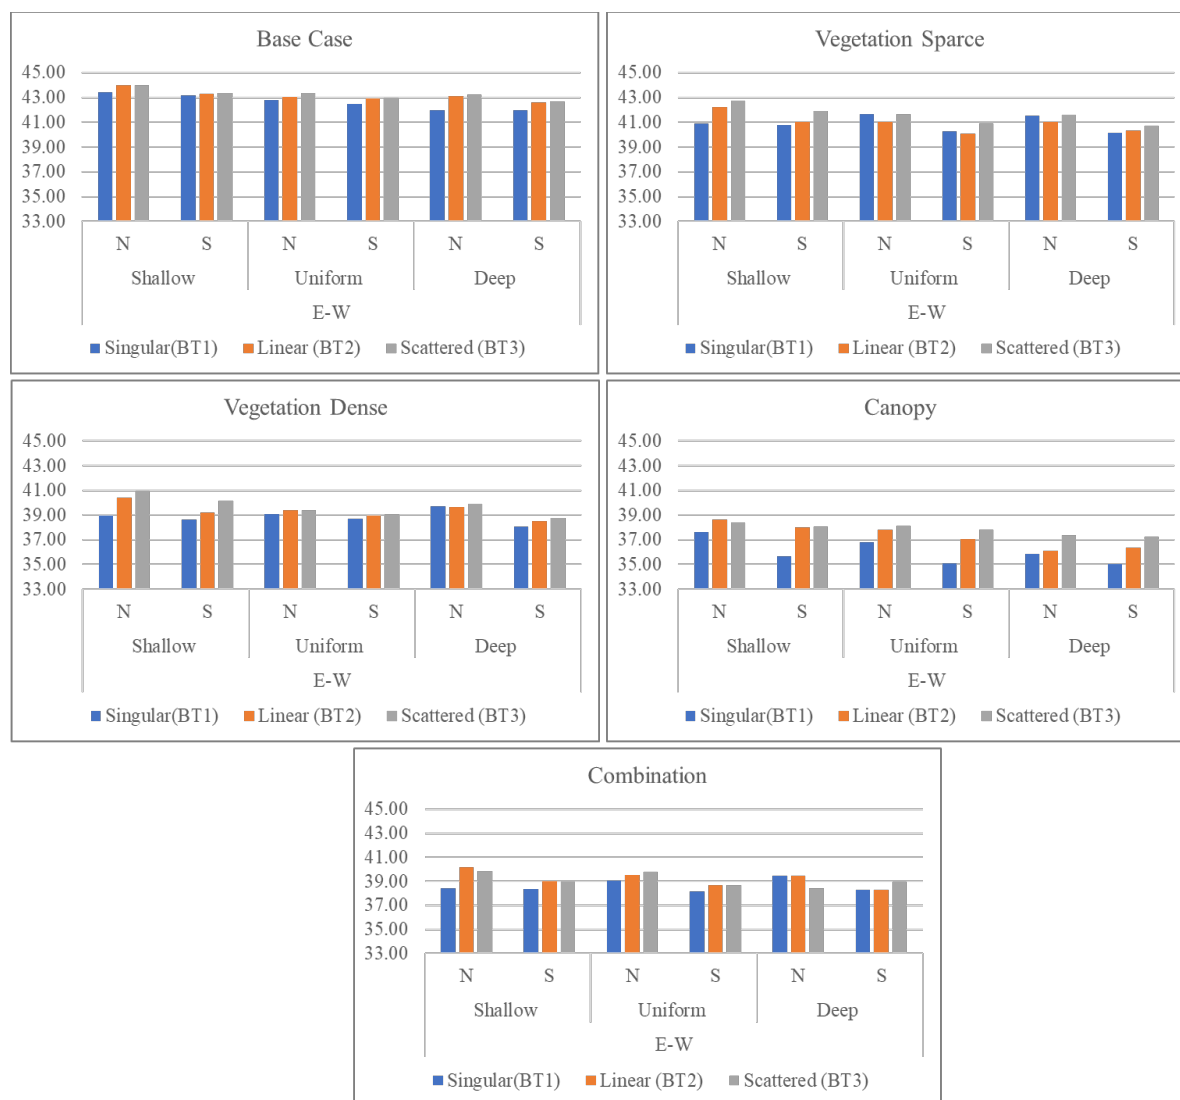 Base Case
45.00
43.00
41.00
39.00
37.00
35.00
33.00
N S N S N S
Shallow Uniform Deep
E-W
Singular(BT1) Linear (BT2) Scattered (BT3)
Vegetation Sparce
45.00
43.00
41.00
39.00
37.00
35.00
33.00
N S N S N S
Shallow Uniform Deep
E-W
Singular(BT1) Linear (BT2) Scattered (BT3)
Vegetation Dense
45.00
43.00
41.00
39.00
37.00
35.00
33.00
N S N S N S
Shallow Uniform Deep
E-W
Singular(BT1) Linear (BT2) Scattered (BT3)
Canopy
45.00
43.00
41.00
39.00
37.00
35.00
33.00
N S N S N S
Shallow Uniform Deep
E-W
Singular(BT1) Linear (BT2) Scattered (BT3)
Combination
45.00
43.00
41.00
39.00
37.00
35.00
33.00
N S N S N S
Shallow Uniform Deep
E-W
Singular(BT1) Linear (BT2) Scattered (BT3)